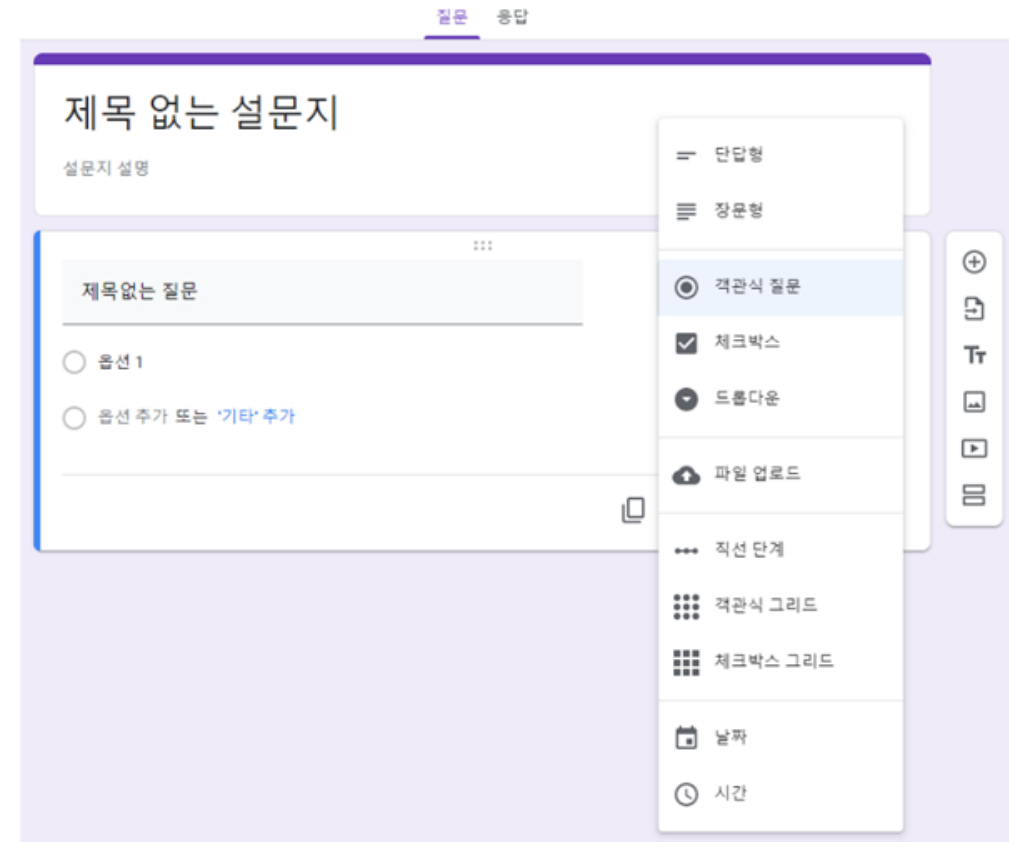 질문 응답
제목 없는 설문지
설문지 설명
제목없는 질문
옵션 1
옵션 추가 또는 '기타' 추가
단답형
장문형
객관식 질문
체크박스
드롭다운
파일 업로드
직선 단계
객관식 그리드
체크박스 그리드
날짜
시간
Tт